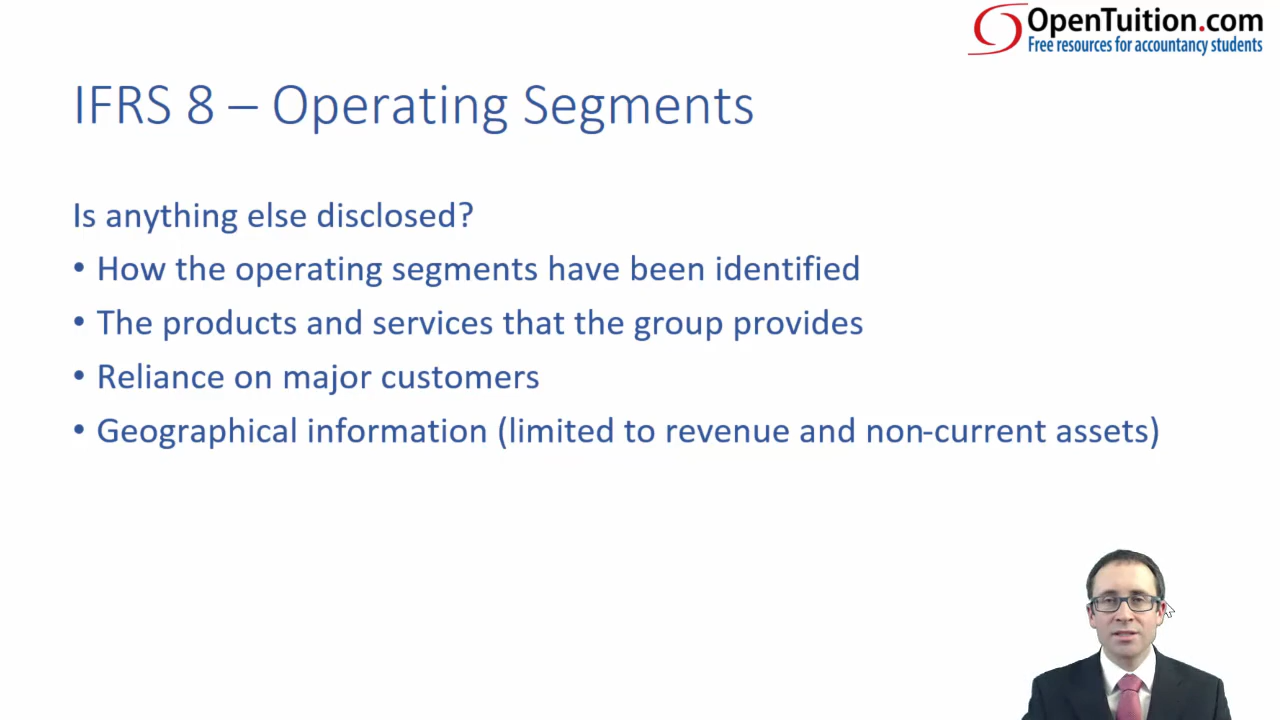 OpenTuition.com
Free resources for accountancy students
IFRS 8 – Operating Segments
Is anything else disclosed?
• How the operating segments have been identified
• The products and services that the group provides
• Reliance on major customers
• Geographical information (limited to revenue and non-current assets)